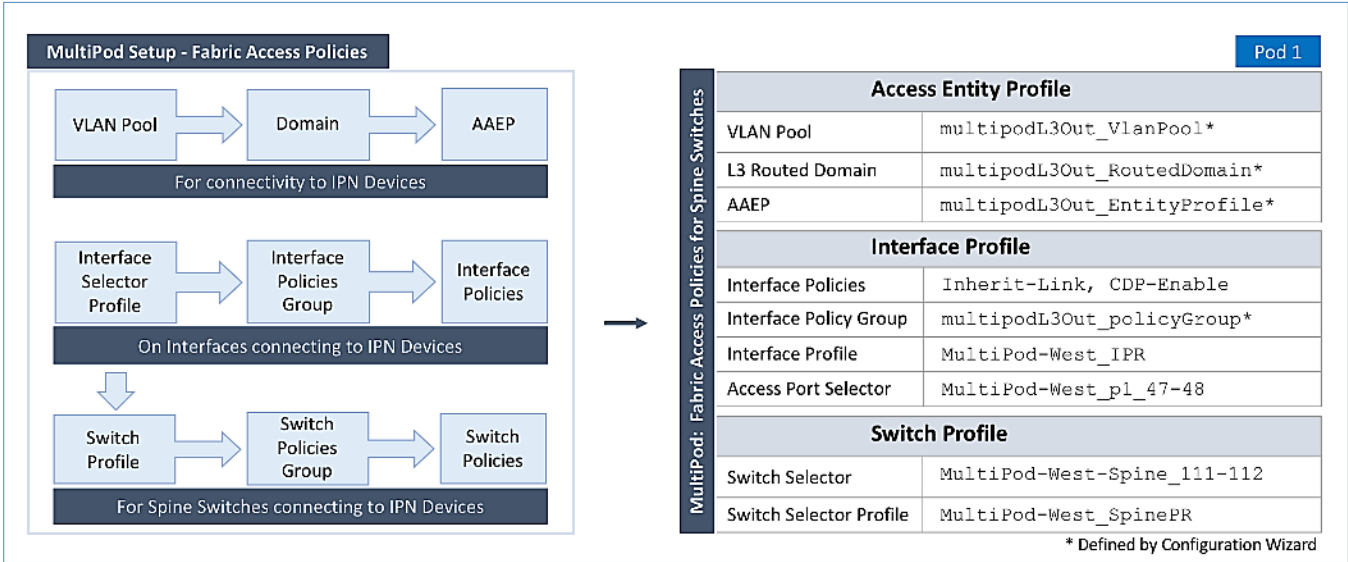 MultiPod Setup - Fabric Access Policies
VLAN Pool
Domain
AAEP
For connectivity to IPN Devices
Interface
Selector
Profile
Interface
Policies
Group
Interface
Policies
On Interfaces connecting to IPN Devices
Switch
Profile
Switch
Policies
Group
Switch
Policies
For Spine Switches connecting to IPN Devices
Pod 1
MultiPod: Fabric Access Policies for Spine Switches
Access Entity Profile
VLAN Pool multipodL3Out_VlanPool*
L3 Routed Domain multipodL3Out_RoutedDomain*
AAEP multipodL3Out_EntityProfile*
Interface Profile
Interface Policies Inherit-Link, CDP-Enable
Interface Policy Group multipodL3Out_policyGroup*
Interface Profile MultiPod-West_IPR
Access Port Selector MultiPod-West_p1_47-48
Switch Profile
Switch Selector MultiPod-West-Spine_111-112
Switch Selector Profile MultiPod-West_SpinePR
* Defined by Configuration Wizard